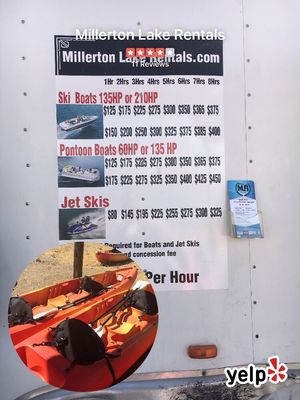 Millerton Lake Rentals
11 Reviews
Millerton Lake Rentals.com
1Hr 2Hrs 3Hrs 4Hrs 5Hrs 6Hrs 7Hrs 8Hrs
Ski Boats 135HP or 210HP
$125 $175 $225 $275 $300 $350 $365 $375
$150 $200 $250 $300 $325 $375 $385 $400
Pontoon Boats 60HP or 135 HP
$125 $175 $225 $275 $300 $350 $365 $375
$175 $225 $275 $325 $350 $400 $425 $450
Jet Skis
$80 $145 $195 $225 $255 $275 $300 $325
Required for Boats and Jet Skis
and concession fee
Per Hour
yelp